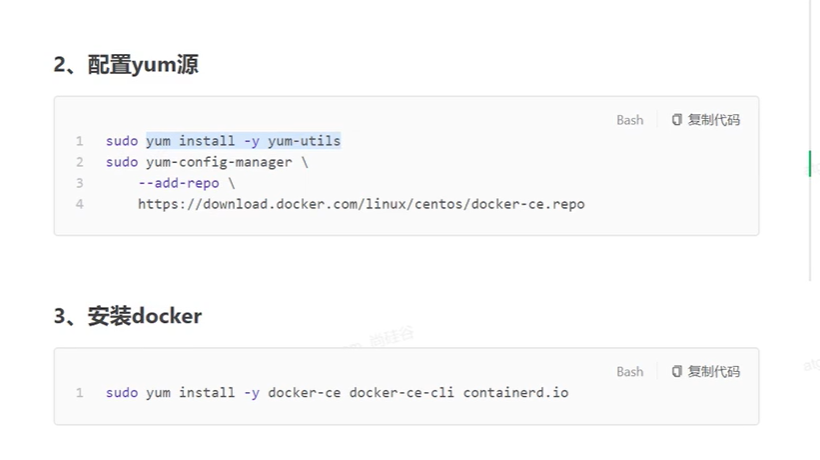 2、配置yum源
Bash 复制代码
1 sudo yum install -y yum-utils
2 sudo yum-config-manager \
3 --add-repo \
4 https://download.docker.com/linux/centos/docker-ce.repo
3、安装docker
尚硅谷
Bash 复制代码
1 sudo yum install -y docker-ce docker-ce-cli containerd.io